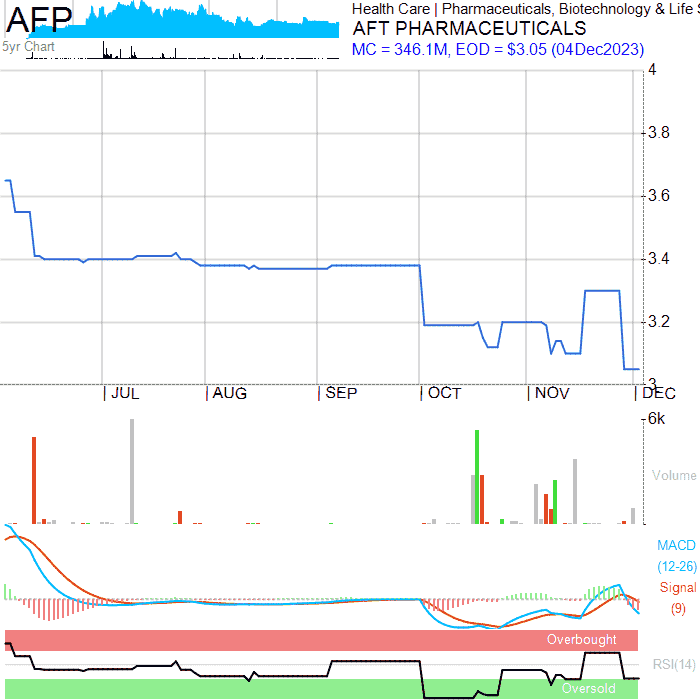 AFP
Health Care | Pharmaceuticals, Biotechnology & Life S
AFT PHARMACEUTICALS
5yr Chart
MC = 346.1M, EOD = $3.05 (04Dec2023)
4
3.8
3.6
3.4
3.2
3
JUL AUG SEP OCT NOV DEC
6k
Volume
MACD
(12-26)
Signal
(9)
Overbought
RSI(14)
Oversold